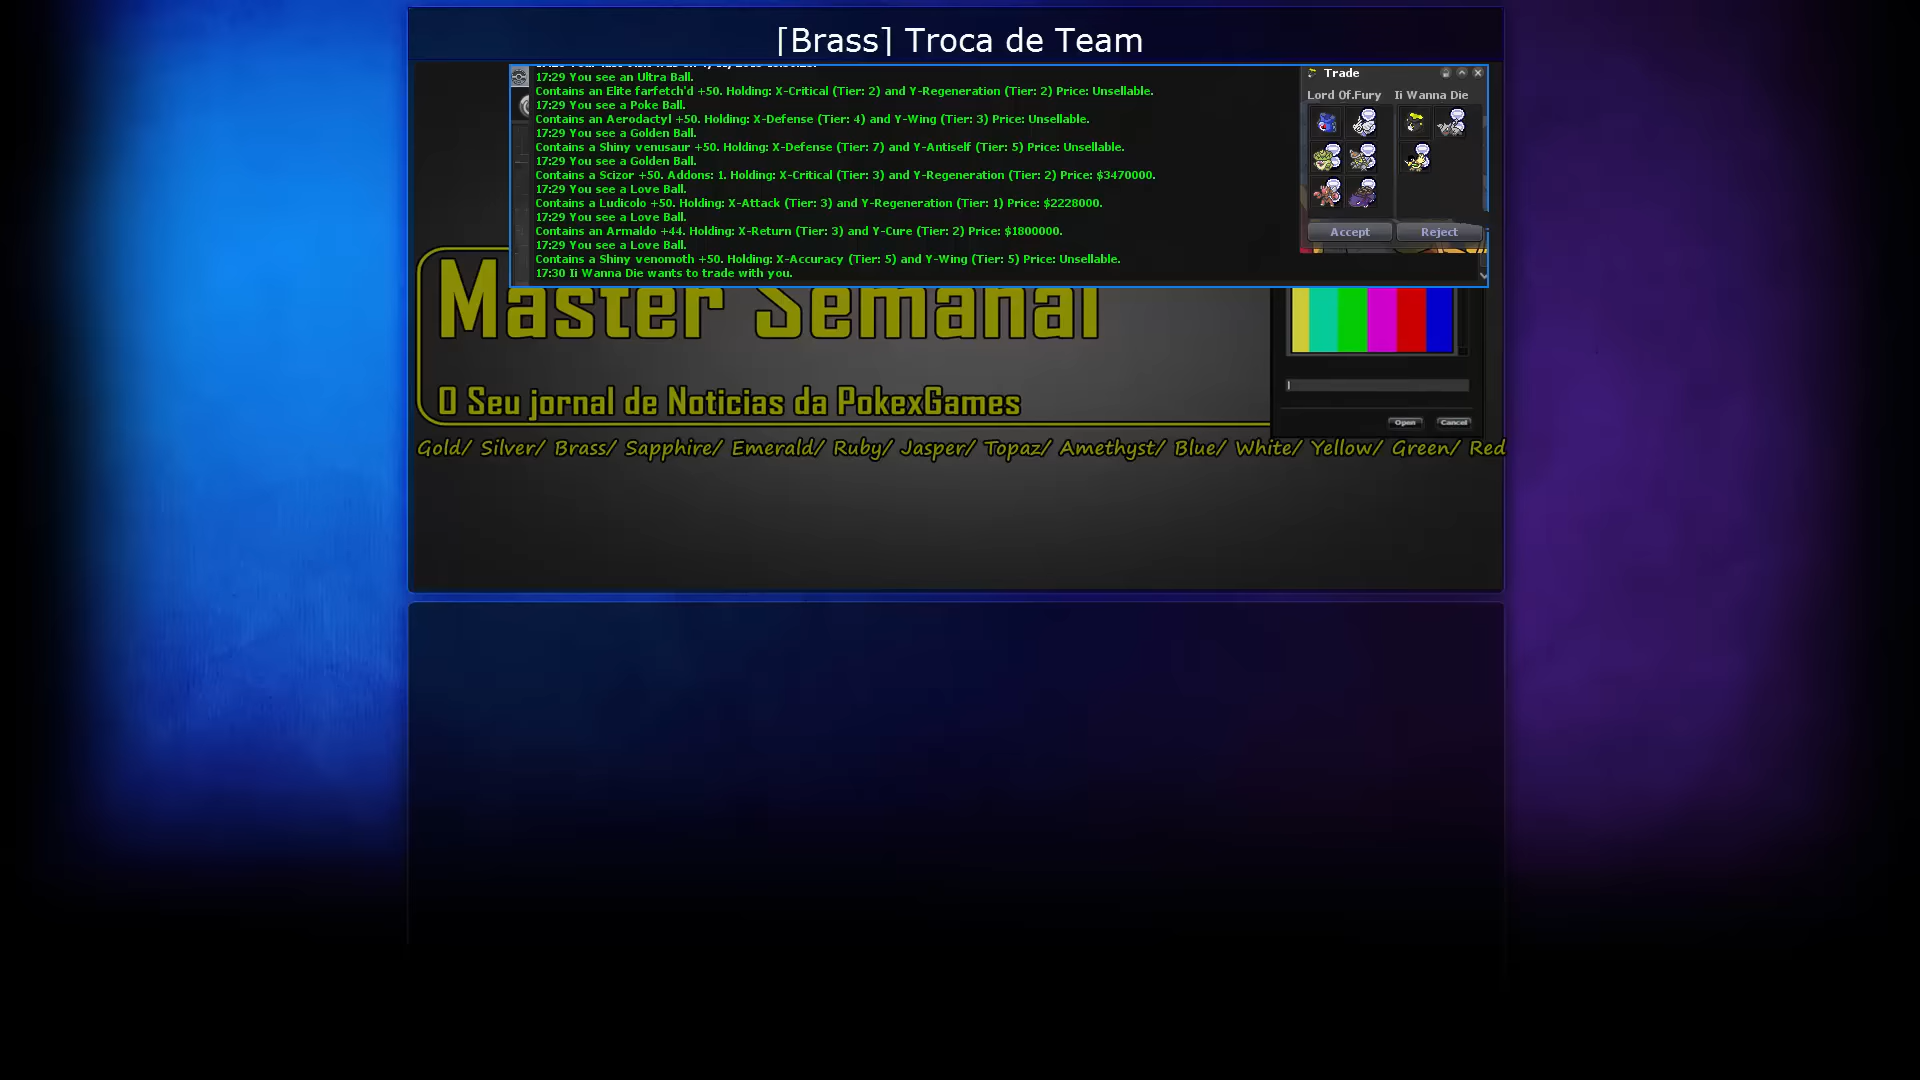 [Brass] Troca de Team
17:29 You see an Ultra Ball.
Contains an Elite farfetch'd +50. Holding: X-Critical (Tier: 2) and Y-Regeneration (Tier: 2) Price: Unsellable.
17:29 You see a Poke Ball.
Contains an Aerodactyl +50. Holding: X-Defense (Tier: 4) and Y-Wing (Tier: 3) Price: Unsellable.
17:29 You see a Golden Ball.
Contains a Shiny venusaur +50. Holding: X-Defense (Tier: 7) and Y-Antiself (Tier: 5) Price: Unsellable.
17:29 You see a Golden Ball.
Contains a Scizor +50. Addons: 1. Holding: X-Critical (Tier: 3) and Y-Regeneration (Tier: 2) Price: $3470000.
17:29 You see a Love Ball.
Contains a Ludicolo +50. Holding: X-Attack (Tier: 3) and Y-Regeneration (Tier: 1) Price: $2228000.
17:29 You see a Love Ball.
Contains an Armaldo +44. Holding: X-Return (Tier: 3) and Y-Cure (Tier: 2) Price: $1800000.
17:29 You see a Love Ball.
Contains a Shiny venomoth +50. Holding: X-Accuracy (Tier: 5) and Y-Wing (Tier: 5) Price: Unsellable.
17:30 Ii Wanna Die wants to trade with you.
Trade
Lord Of.Fury Ii Wanna Die
Accept Reject
Master Semanal
O Seu jornal de Noticias da PokexGames
Open Cancel
Gold/ Silver/ Brass/ Sapphire/ Emerald/ Ruby/ Jasper/ Topaz/ Amethyst/ Blue/ White/ Yellow/ Green/ Red